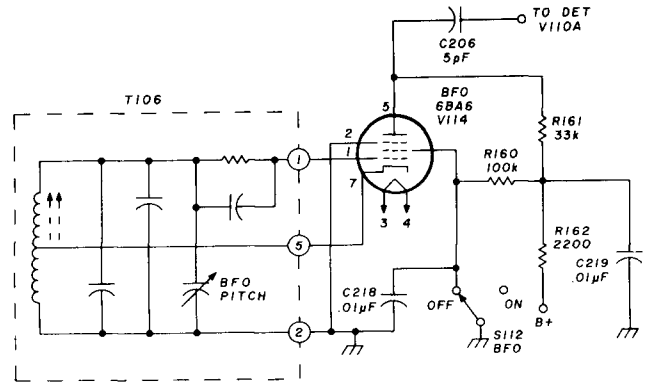 TO DET
V110A
C206
5pF
BFO
6BA6
V114
T106
5
2
1
7
3
4
R161
33k
R160
100k
1
5
2
BFO
PITCH
R162
2200
C219
.01µF
C218
.01µF
OFF
ON
S112
BFO
B+